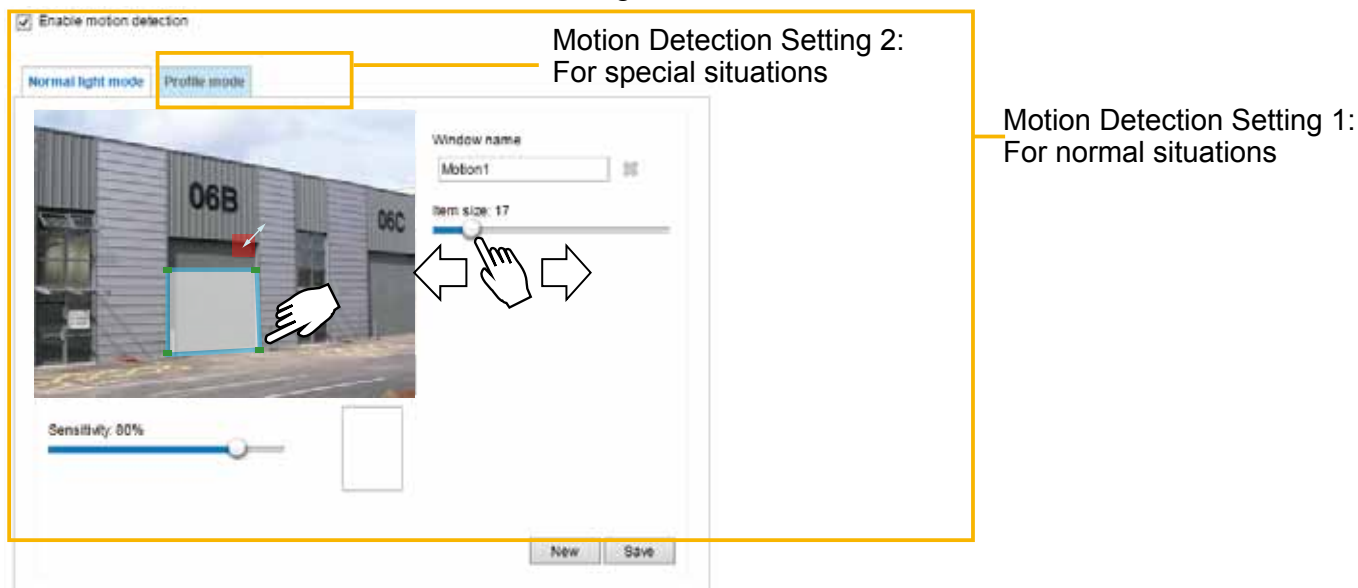 Enable motion detection
Motion Detection Setting 2:
For special situations
Normal light mode
Profile mode
Motion Detection Setting 1:
For normal situations
Window name
Motion1
06B
06C
Item size: 17
Sensitivity: 80%
New
Save